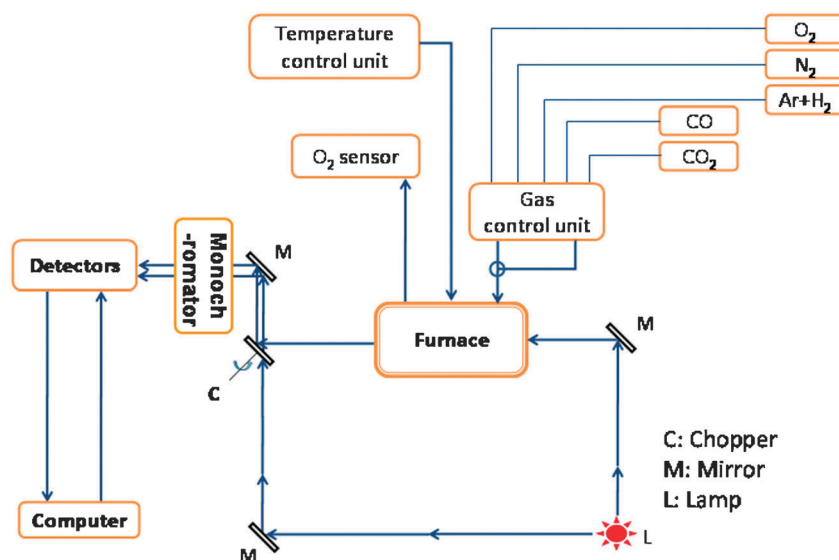 Temperature
control unit
O₂
N₂
Ar+H₂
CO
CO₂
O₂ sensor
Gas
control unit
Monoch
-romator
M
Detectors
Furnace
M
C
C: Chopper
M: Mirror
L: Lamp
Computer
M
L